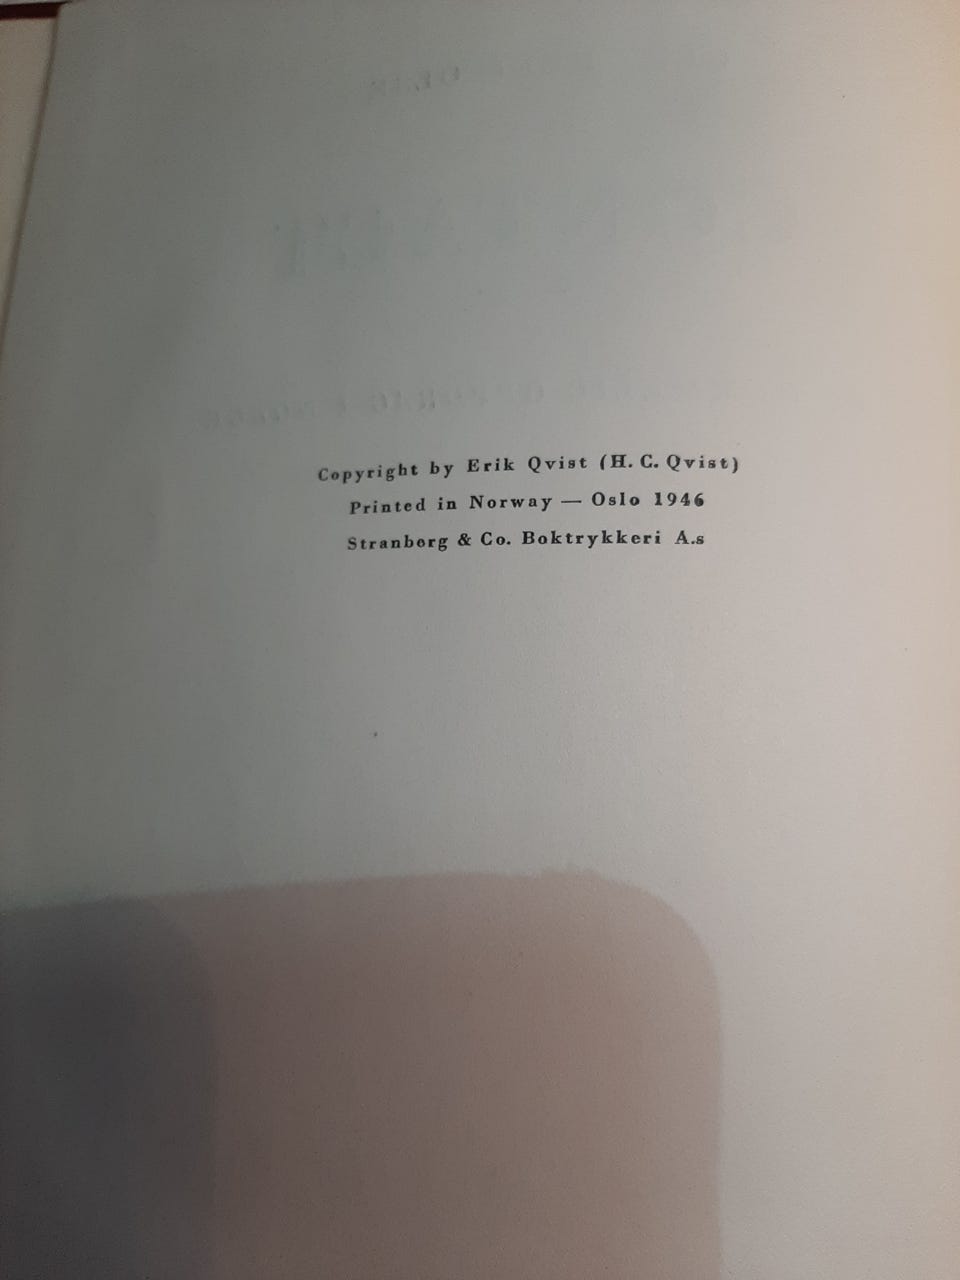 Copyright by Erik Qvist (H. C. Qvist)
Printed in Norway — Oslo 1946
Stranborg & Co. Boktrykkeri A.s